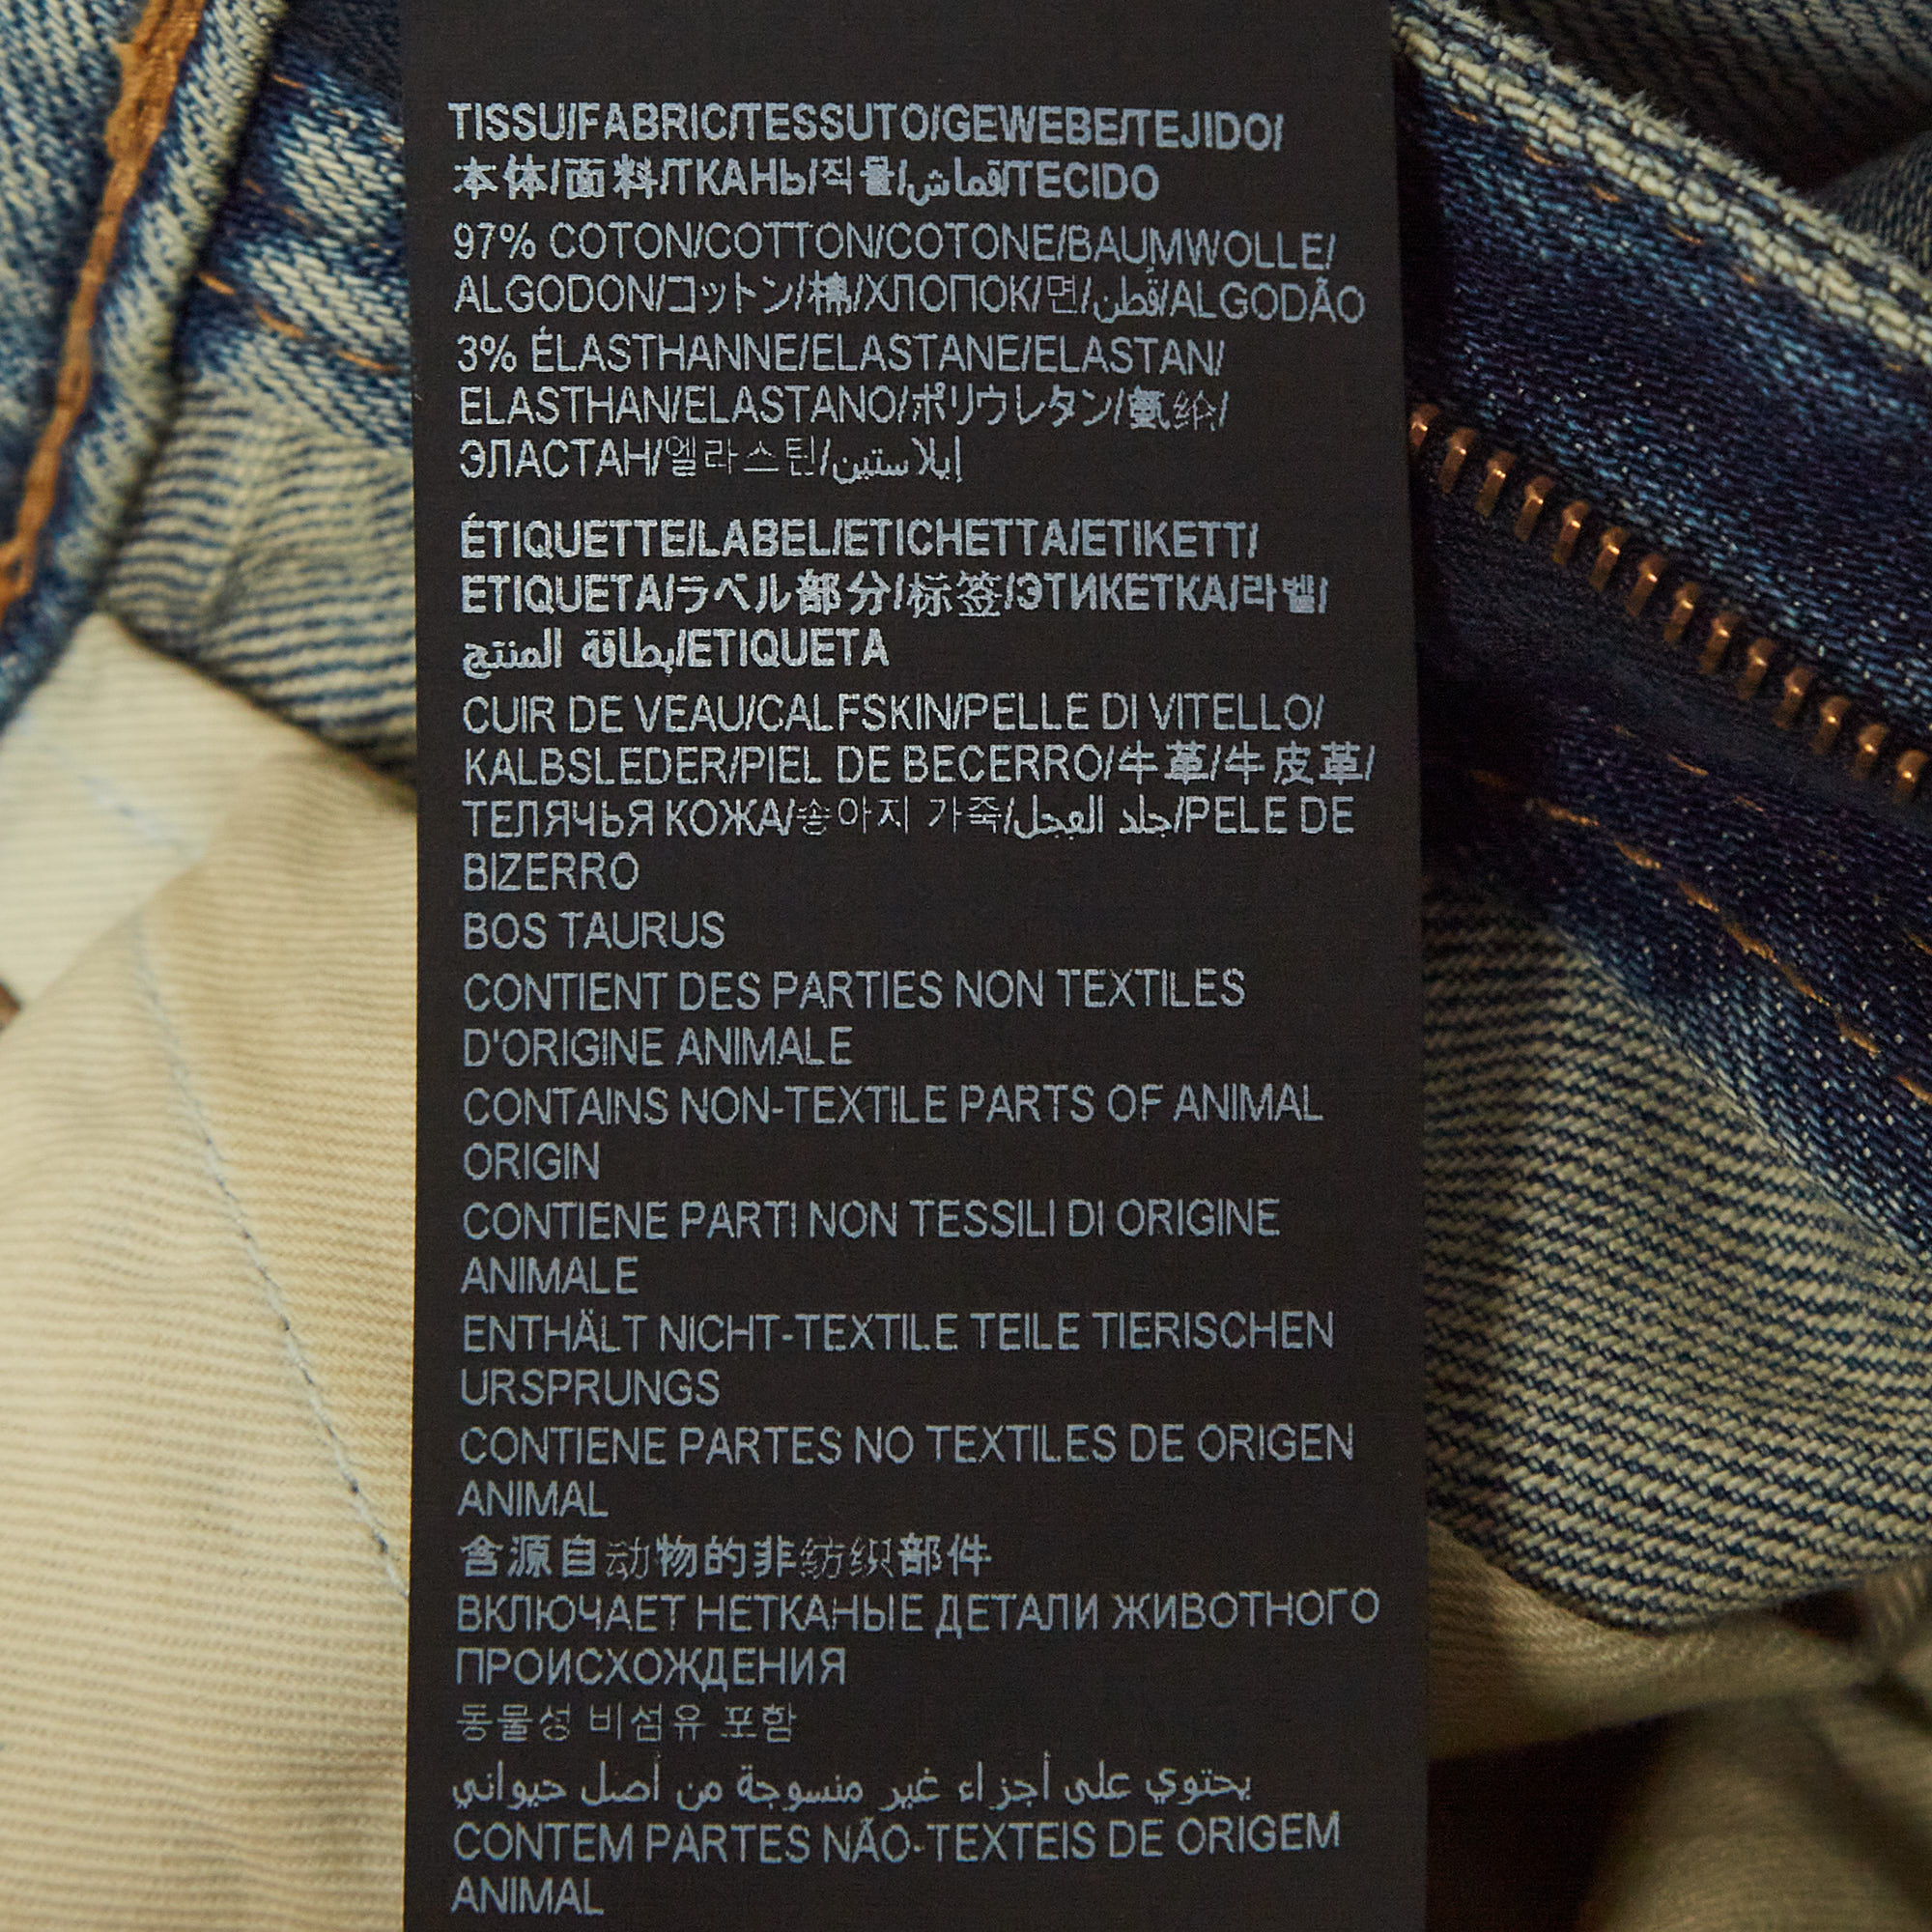 TISSU/FABRIC/TESSUTO/GEWEBE/TEJIDO/
本体/面料/ТКАНЬ/직물/قماش/TECIDO
97% COTON/COTTON/COTONE/BAUMWOLLE/
ALGODON/コットン/棉/ХЛОПОК/면/قطن/ALGODÃO
3% ÉLASTHANNE/ELASTANE/ELASTAN/
ELASTHAN/ELASTANO/ポリウレタン/氨纶/
ЭЛАСТАН/엘라스틴/إيلاستين
ÉTIQUETTE/LABEL/ETICHETTA/ETIKETT/
ETIQUETA/ラベル部分/标签/ЭТИКЕТКА/라벨/
بطاقة المنتج/ETIQUETA
CUIR DE VEAU/CALFSKIN/PELLE DI VITELLO/
KALBSLEDER/PIEL DE BECERRO/牛革/牛皮革/
ТЕЛЯЧЬЯ КОЖА/송아지 가죽/جلد العجل/PELE DE
BIZERRO
BOS TAURUS
CONTIENT DES PARTIES NON TEXTILES
D'ORIGINE ANIMALE
CONTAINS NON-TEXTILE PARTS OF ANIMAL
ORIGIN
CONTIENE PARTI NON TESSILI DI ORIGINE
ANIMALE
ENTHÄLT NICHT-TEXTILE TEILE TIERISCHEN
URSPRUNGS
CONTIENE PARTES NO TEXTILES DE ORIGEN
ANIMAL
含源自动物的非纺织部件
ВКЛЮЧАЕТ НЕТКАНЫЕ ДЕТАЛИ ЖИВОТНОГО
ПРОИСХОЖДЕНИЯ
동물성 비섬유 포함
يحتوي على أجزاء غير منسوجة من أصل حيواني
CONTEM PARTES NÃO-TEXTEIS DE ORIGEM
ANIMAL